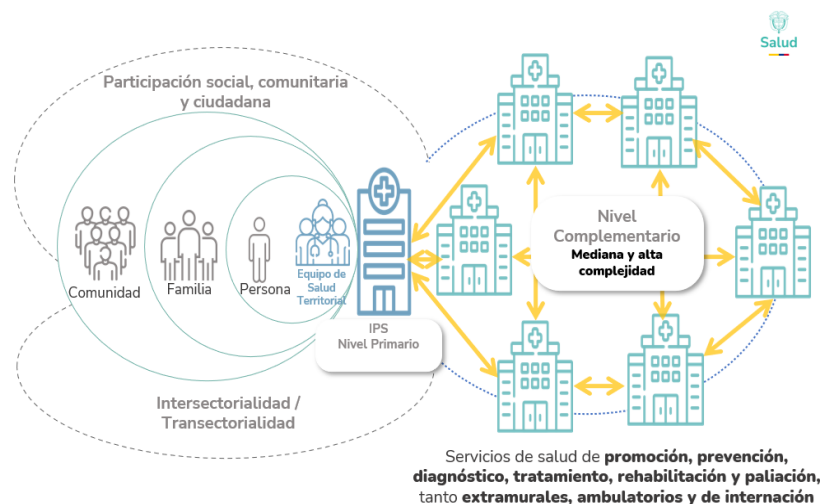 Salud
Participación social, comunitaria
y ciudadana
Comunidad
Familia
Persona
Equipo de
Salud
Territorial
IPS
Nivel Primario
Nivel
Complementario
Mediana y alta
complejidad
Intersectorialidad /
Transectorialidad
Servicios de salud de promoción, prevención,
diagnóstico, tratamiento, rehabilitación y paliación,
tanto extramurales, ambulatorios y de internación